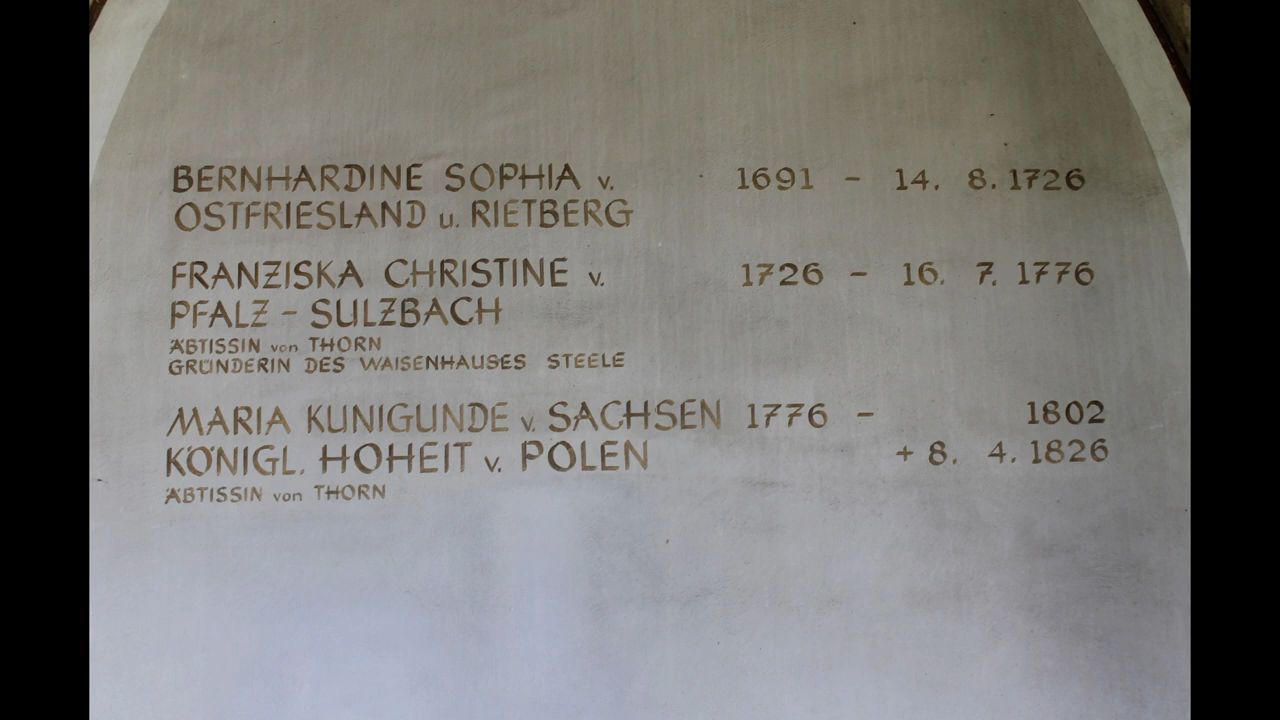 BERNHARDINE SOPHIA v. 1691 - 14. 8. 1726
OSTFRIESLAND u. RIETBERG
FRANZISKA CHRISTINE v. 1726 - 16. 7. 1776
PFALZ - SULZBACH
ÄBTISSIN von THORN
GRÜNDERIN DES WAISENHAUSES STEELE
MARIA KUNIGUNDE v. SACHSEN 1776 - 1802
KÖNIGL. HOHEIT v. POLEN + 8. 4. 1826
ÄBTISSIN von THORN